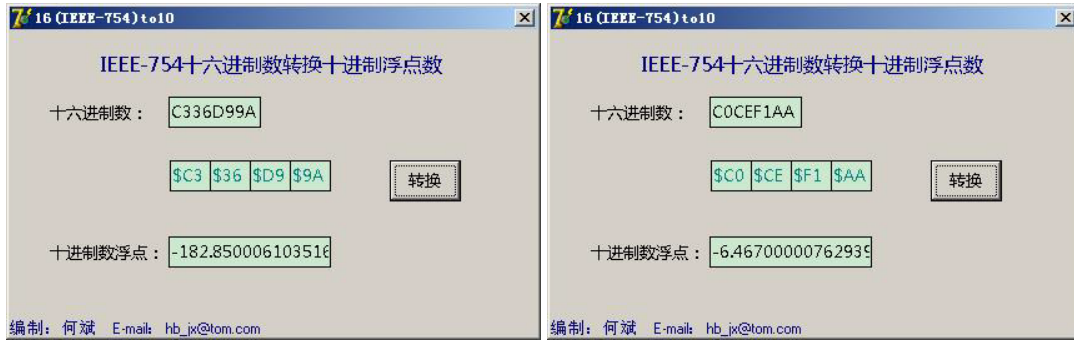 16(IEEE-754)to10
IEEE-754十六进制数转换十进制浮点数
十六进制数： C336D99A
$C3 $36 $D9 $9A 转换
十进制数浮点： -182.850006103516
编制：何斌 E-mail: hb_jx@tom.com
16(IEEE-754)to10
IEEE-754十六进制数转换十进制浮点数
十六进制数： C0CEF1AA
$C0 $CE $F1 $AA 转换
十进制数浮点： -6.46700000762939
编制：何斌 E-mail: hb_jx@tom.com